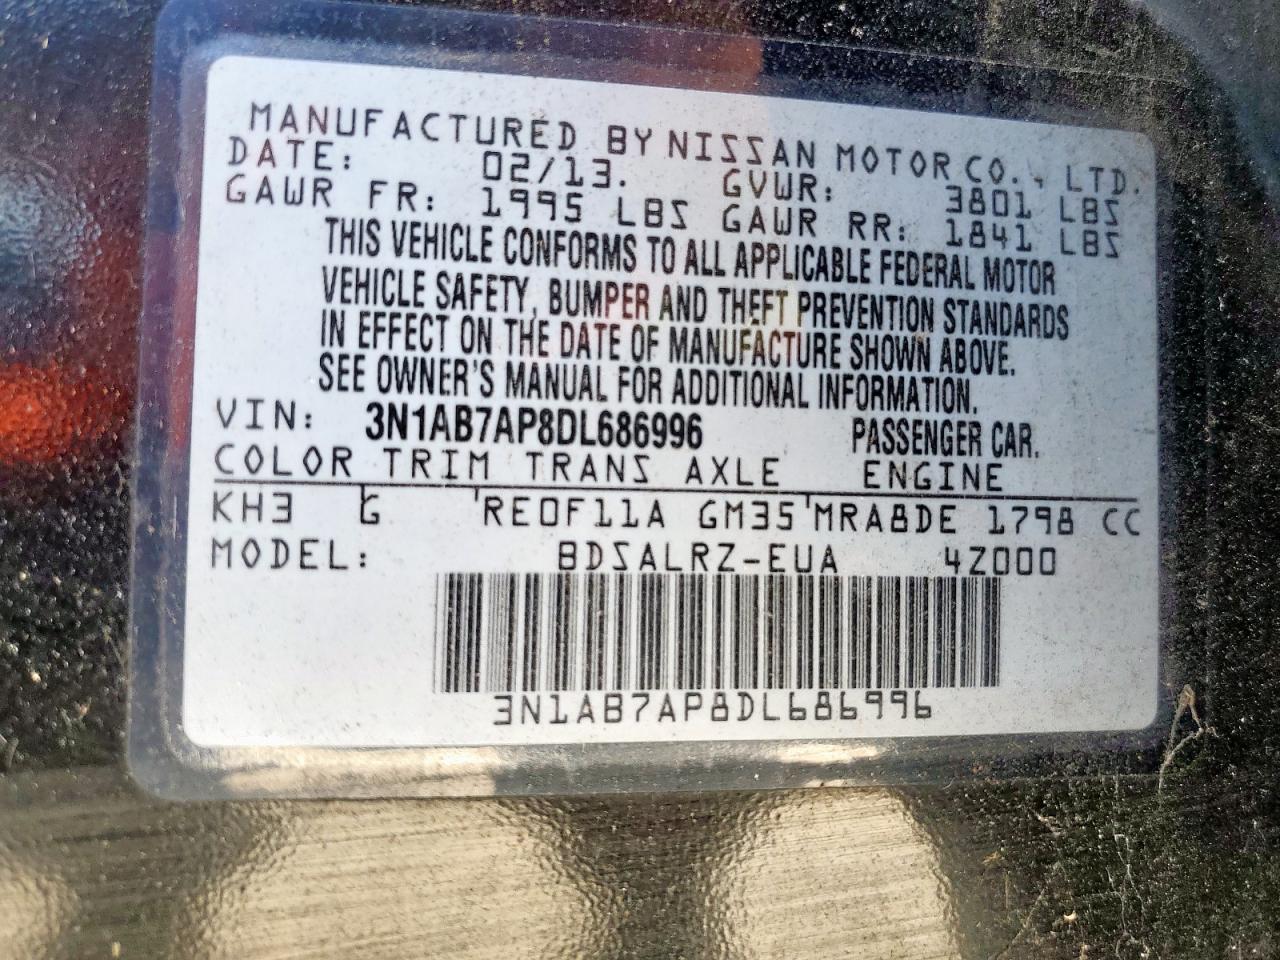 MANUFACTURED BY NISSAN MOTOR CO., LTD.
DATE: 02/13. GVWR: 3801 LBS
GAWR FR: 1995 LBS GAWR RR: 1841 LBS
THIS VEHICLE CONFORMS TO ALL APPLICABLE FEDERAL MOTOR
VEHICLE SAFETY, BUMPER AND THEFT PREVENTION STANDARDS
IN EFFECT ON THE DATE OF MANUFACTURE SHOWN ABOVE.
SEE OWNER'S MANUAL FOR ADDITIONAL INFORMATION.
VIN: 3N1AB7AP8DL686996 PASSENGER CAR.
COLOR TRIM TRANS AXLE ENGINE
KH3 G RE0F11A GM35 MRA8DE 1798 CC
MODEL: BDSALRZ-EUA 4Z000
3N1AB7AP8DL686996